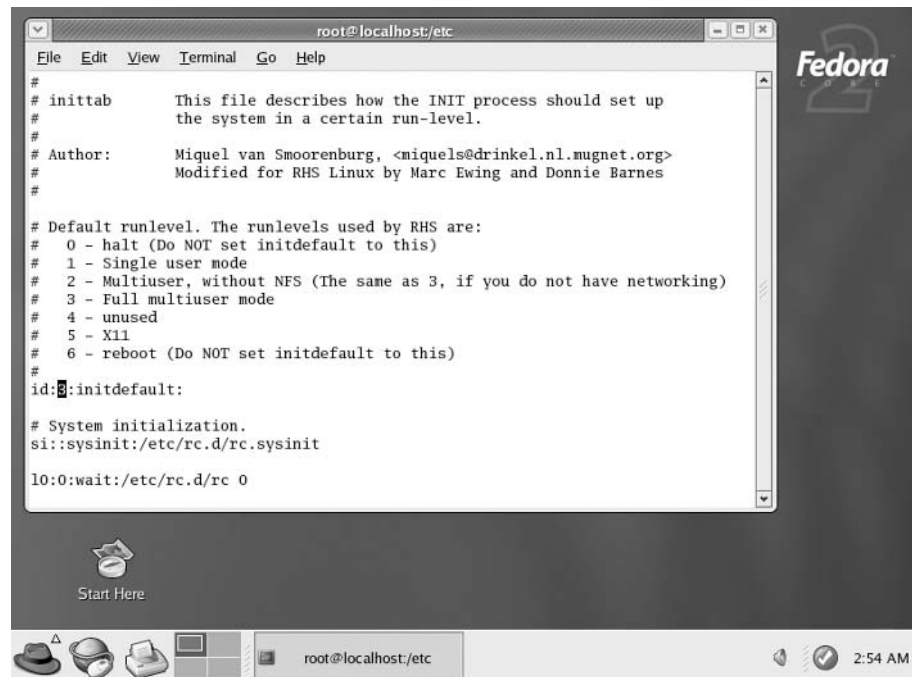 root@localhost:/etc
File Edit View Terminal Go Help
#
# inittab This file describes how the INIT process should set up
# the system in a certain run-level.
#
# Author: Miquel van Smoorenburg, <miquels@drinkel.nl.mugnet.org>
# Modified for RHS Linux by Marc Ewing and Donnie Barnes
#
# Default runlevel. The runlevels used by RHS are:
# 0 - halt (Do NOT set initdefault to this)
# 1 - Single user mode
# 2 - Multiuser, without NFS (The same as 3, if you do not have networking)
# 3 - Full multiuser mode
# 4 - unused
# 5 - X11
# 6 - reboot (Do NOT set initdefault to this)
#
id:3:initdefault:
# System initialization.
si::sysinit:/etc/rc.d/rc.sysinit
l0:0:wait:/etc/rc.d/rc 0
Fedora
CORE
2
Start Here
root@localhost:/etc
2:54 AM